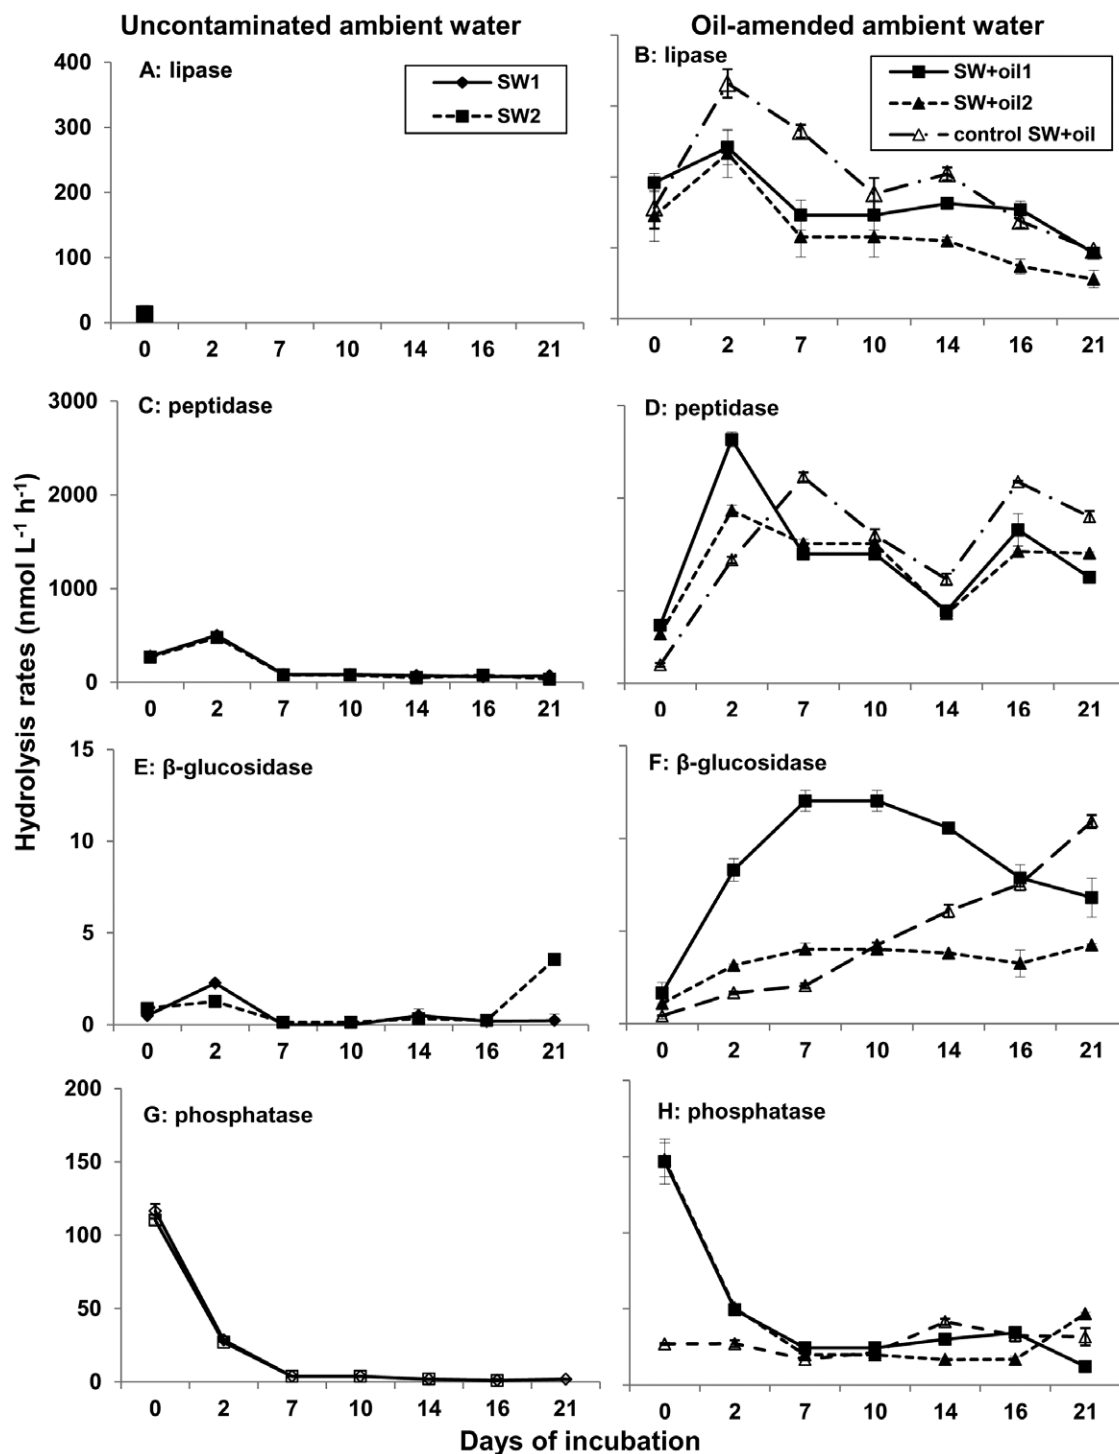 Uncontaminated ambient water
Oil-amended ambient water
Hydrolysis rates (nmol L⁻¹ h⁻¹)
A: lipase
SW1
SW2
400
300
200
100
0
0 2 7 10 14 16 21
B: lipase
SW+oil1
SW+oil2
control SW+oil
0 2 7 10 14 16 21
C: peptidase
3000
2000
1000
0
0 2 7 10 14 16 21
D: peptidase
0 2 7 10 14 16 21
E: β-glucosidase
15
10
5
0
0 2 7 10 14 16 21
F: β-glucosidase
0 2 7 10 14 16 21
G: phosphatase
200
150
100
50
0
0 2 7 10 14 16 21
H: phosphatase
0 2 7 10 14 16 21
Days of incubation